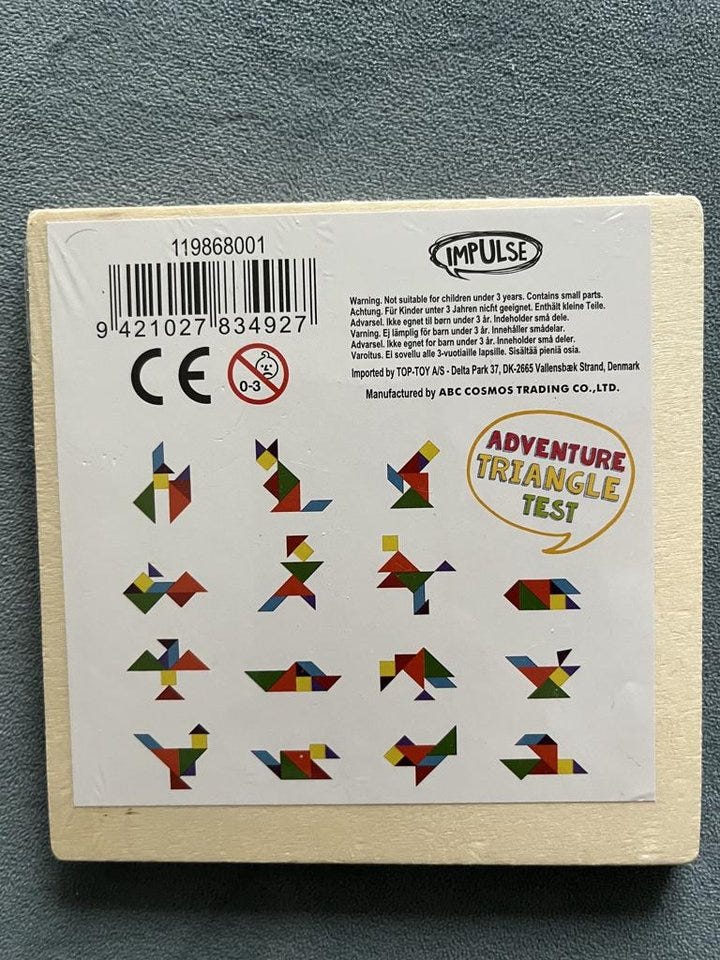 119868001
9 421027 834927
CE
0-3
IMPULSE
Warning. Not suitable for children under 3 years. Contains small parts.
Achtung. Für Kinder unter 3 Jahren nicht geeignet. Enthält kleine Teile.
Advarsel. Ikke egnet til børn under 3 år. Indeholder små dele.
Varning. Ej lämplig för barn under 3 år. Innehåller smådelar.
Advarsel. Ikke egnet for barn under 3 år. Inneholder små deler.
Varoitus. Ei sovellu alle 3-vuotiaille lapsille. Sisältää pieniä osia.
Imported by TOP-TOY A/S - Delta Park 37, DK-2665 Vallensbæk Strand, Denmark
Manufactured by ABC COSMOS TRADING CO.,LTD.
ADVENTURE
TRIANGLE
TEST